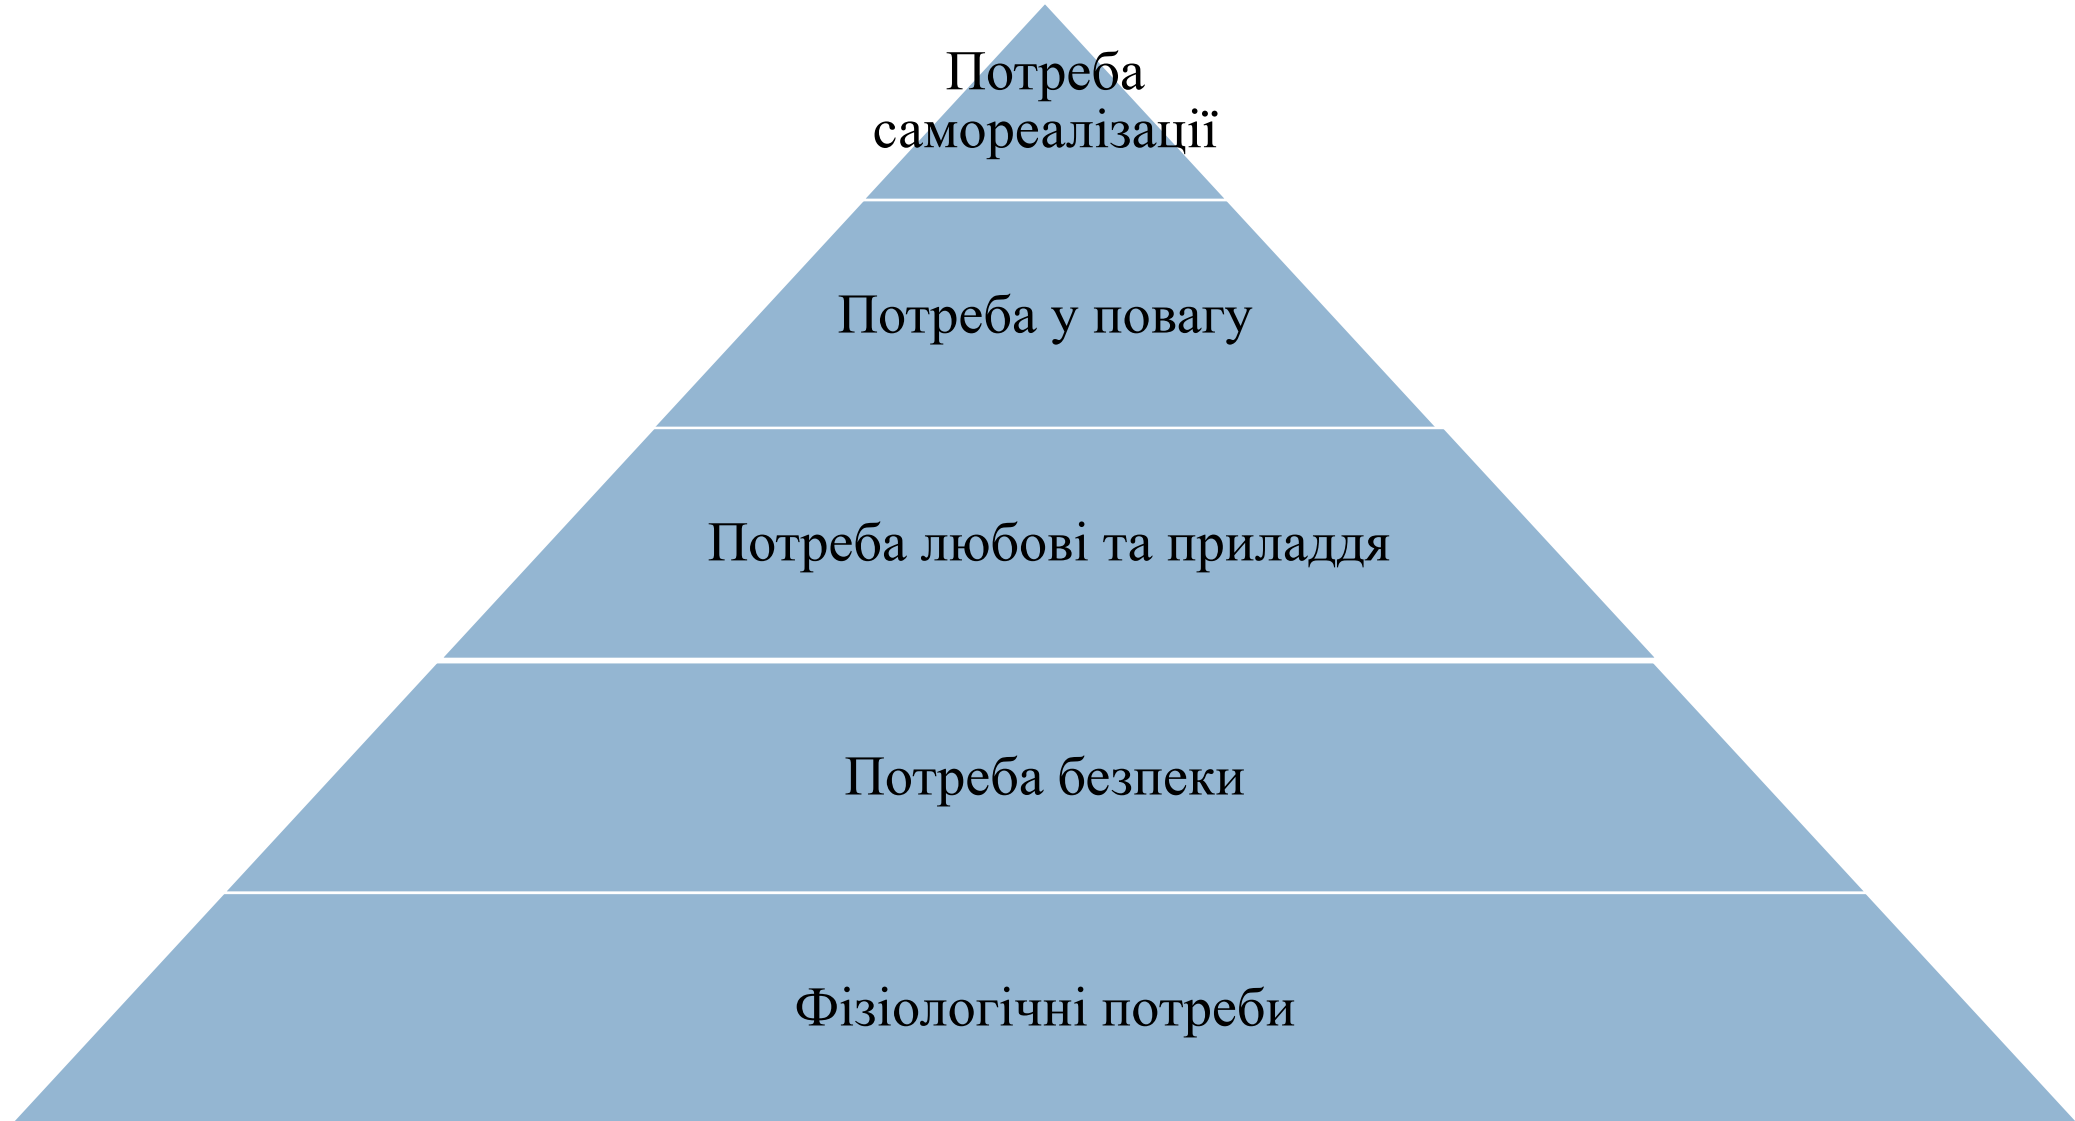 Потреба
самореалізації
Потреба у повагу
Потреба любові та приладдя
Потреба безпеки
Фізіологічні потреби